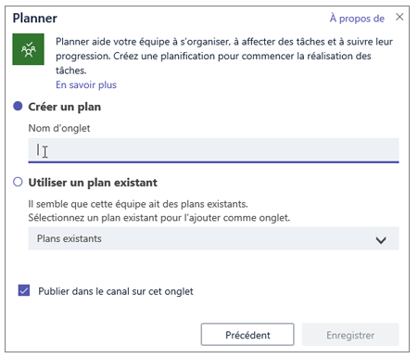 Planner
À propos de
Planner aide votre équipe à s'organiser, à affecter des tâches et à suivre leur
progression. Créez une planification pour commencer la réalisation des
tâches.
En savoir plus
Créer un plan
Nom d'onglet
Utiliser un plan existant
Il semble que cette équipe ait des plans existants.
Sélectionnez un plan existant pour l'ajouter comme onglet.
Plans existants
Publier dans le canal sur cet onglet
Précédent
Enregistrer